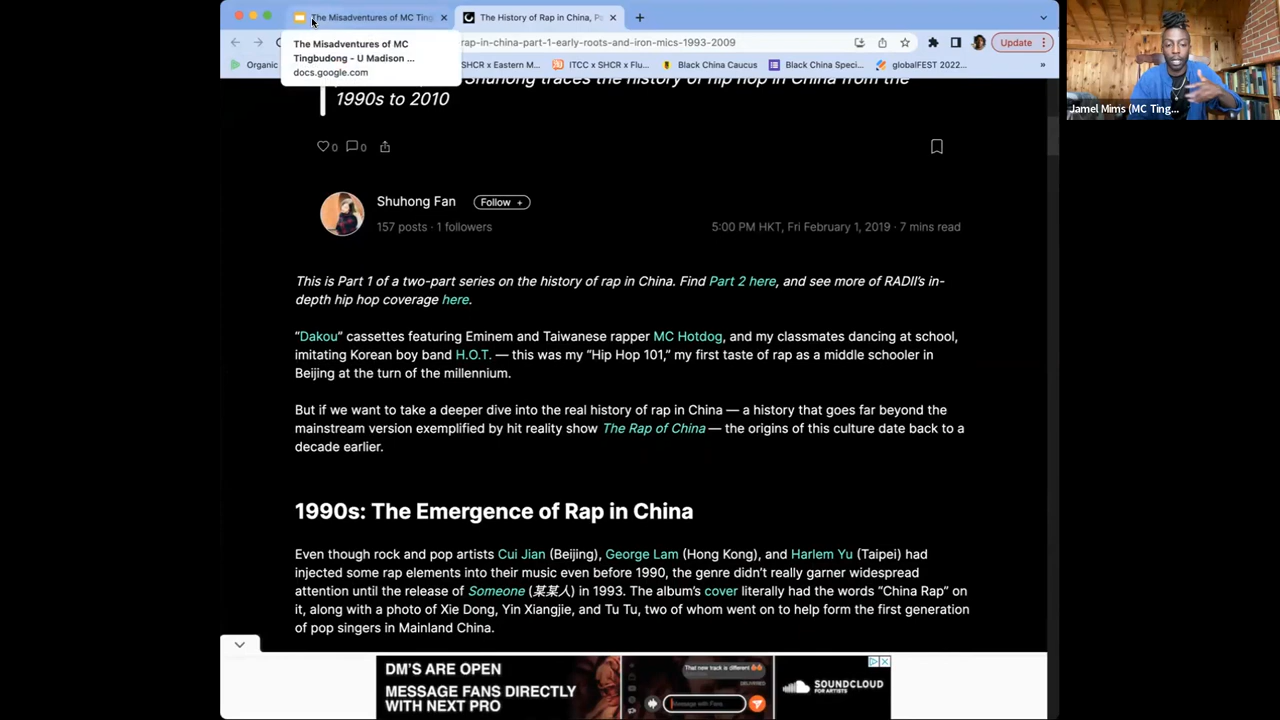 The Misadventures of MC Ting
The History of Rap in China, Pa
The Misadventures of MC
Tingbudong - U Madison ...
docs.google.com
rap-in-china-part-1-early-roots-and-iron-mics-1993-2009
Update
Organic
SHCR x Eastern M...
ITCC x SHCR x Flu...
Black China Caucus
Black China Speci...
globalFEST 2022...
Jamel Mims (MC Ting...
Shuhong traces the history of hip hop in China from the
1990s to 2010
0 0
Shuhong Fan Follow +
157 posts · 1 followers
5:00 PM HKT, Fri February 1, 2019 · 7 mins read
This is Part 1 of a two-part series on the history of rap in China. Find Part 2 here, and see more of RADII's in-
depth hip hop coverage here.
"Dakou" cassettes featuring Eminem and Taiwanese rapper MC Hotdog, and my classmates dancing at school,
imitating Korean boy band H.O.T. — this was my "Hip Hop 101," my first taste of rap as a middle schooler in
Beijing at the turn of the millennium.
But if we want to take a deeper dive into the real history of rap in China — a history that goes far beyond the
mainstream version exemplified by hit reality show The Rap of China — the origins of this culture date back to a
decade earlier.
1990s: The Emergence of Rap in China
Even though rock and pop artists Cui Jian (Beijing), George Lam (Hong Kong), and Harlem Yu (Taipei) had
injected some rap elements into their music even before 1990, the genre didn't really garner widespread
attention until the release of Someone (某某人) in 1993. The album's cover literally had the words "China Rap" on
it, along with a photo of Xie Dong, Yin Xiangjie, and Tu Tu, two of whom went on to help form the first generation
of pop singers in Mainland China.
DM'S ARE OPEN
MESSAGE FANS DIRECTLY
WITH NEXT PRO
That new track is different
DELIVERED
Message with Fans
SOUNDCLOUD
FOR ARTISTS